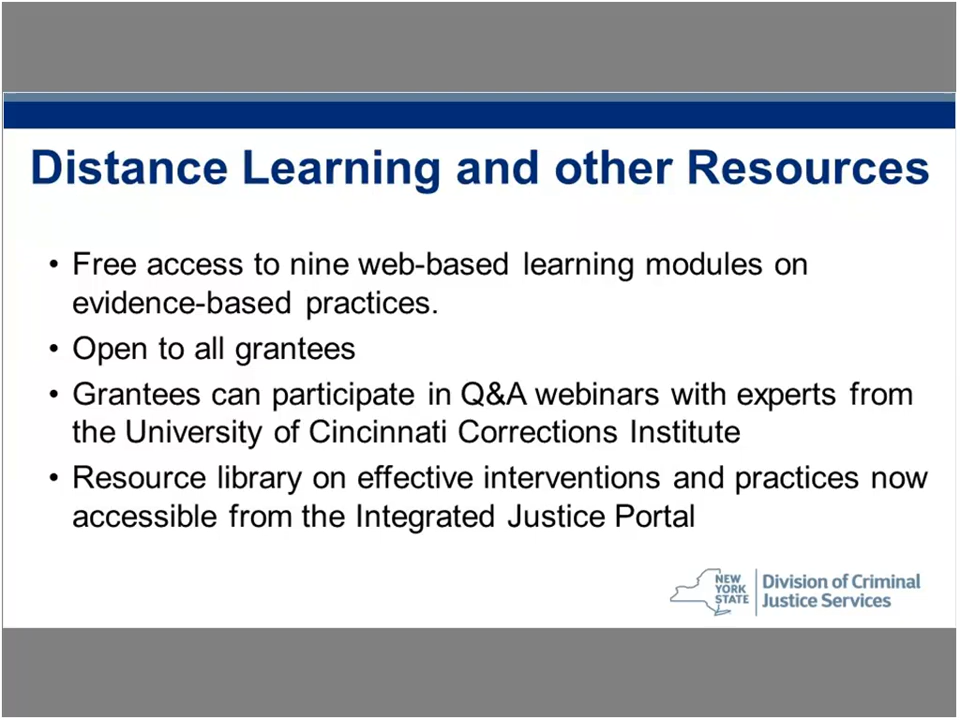 Distance Learning and other Resources
• Free access to nine web-based learning modules on
evidence-based practices.
• Open to all grantees
• Grantees can participate in Q&A webinars with experts from
the University of Cincinnati Corrections Institute
• Resource library on effective interventions and practices now
accessible from the Integrated Justice Portal
NEW
YORK
STATE
Division of Criminal
Justice Services